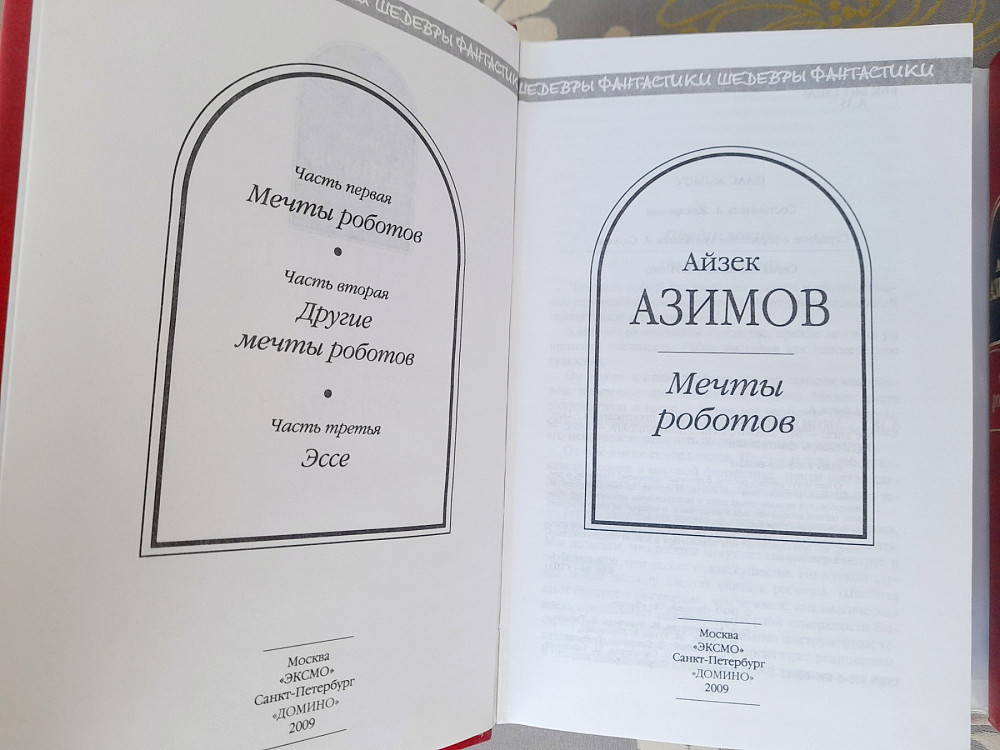 ШЕДЕВРЫ ФАНТАСТИКИ
Часть первая
Мечты роботов
•
Часть вторая
Другие
мечты роботов
•
Часть третья
Эссе
Москва
«ЭКСМО»
Санкт-Петербург
«ДОМИНО»
2009
ШЕДЕВРЫ ФАНТАСТИКИ ШЕДЕВРЫ ФАНТАСТИКИ
Айзек
АЗИМОВ
Мечты
роботов
Москва
«ЭКСМО»
Санкт-Петербург
«ДОМИНО»
2009